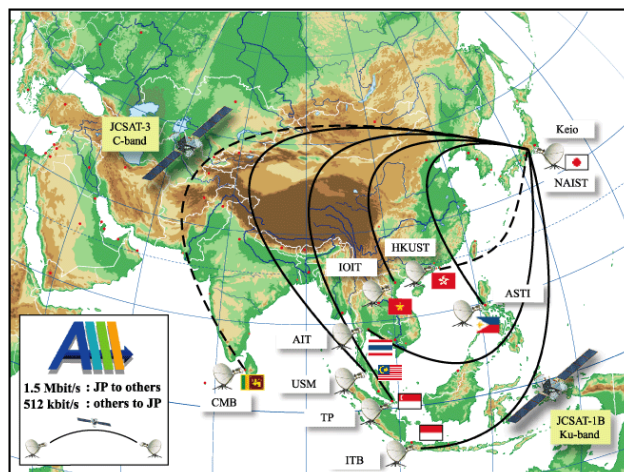 JCSAT-3
C-band
Keio
NAIST
HKUST
IOIT
ASTI
AIT
USM
CMB
TP
ITB
JCSAT-1B
Ku-band
AIII
1.5 Mbit/s : JP to others
512 kbit/s : others to JP